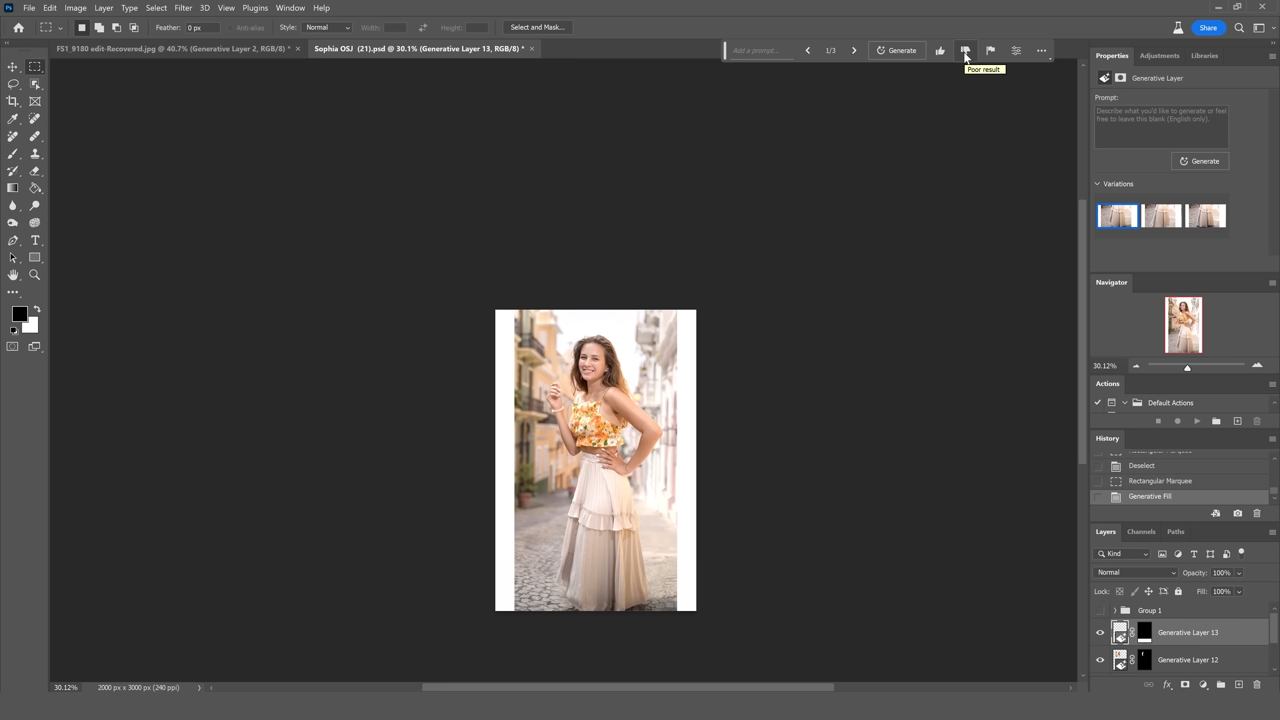 File Edit Image Layer Type Select Filter 3D View Plugins Window Help
Feather: 0 px Anti-alias Style: Normal Width: Height: Select and Mask... Share
FS1_9180 edit-Recovered.jpg @ 40.7% (Generative Layer 2, RGB/8) * × Sophia OSJ (21).psd @ 30.1% (Generative Layer 13, RGB/8) * ×
Add a prompt... 1/3 Generate
Poor result
Properties Adjustments Libraries
Generative Layer
Prompt:
Describe what you'd like to generate or feel
free to leave this blank (English only).
Generate
Variations
Navigator
30.12%
Actions
Default Actions
History
Rectangular Marquee
Deselect
Rectangular Marquee
Generative Fill
Layers Channels Paths
Kind
Normal Opacity: 100%
Lock: Fill: 100%
Group 1
Generative Layer 13
Generative Layer 12
30.12% 2000 px x 3000 px (240 ppi)